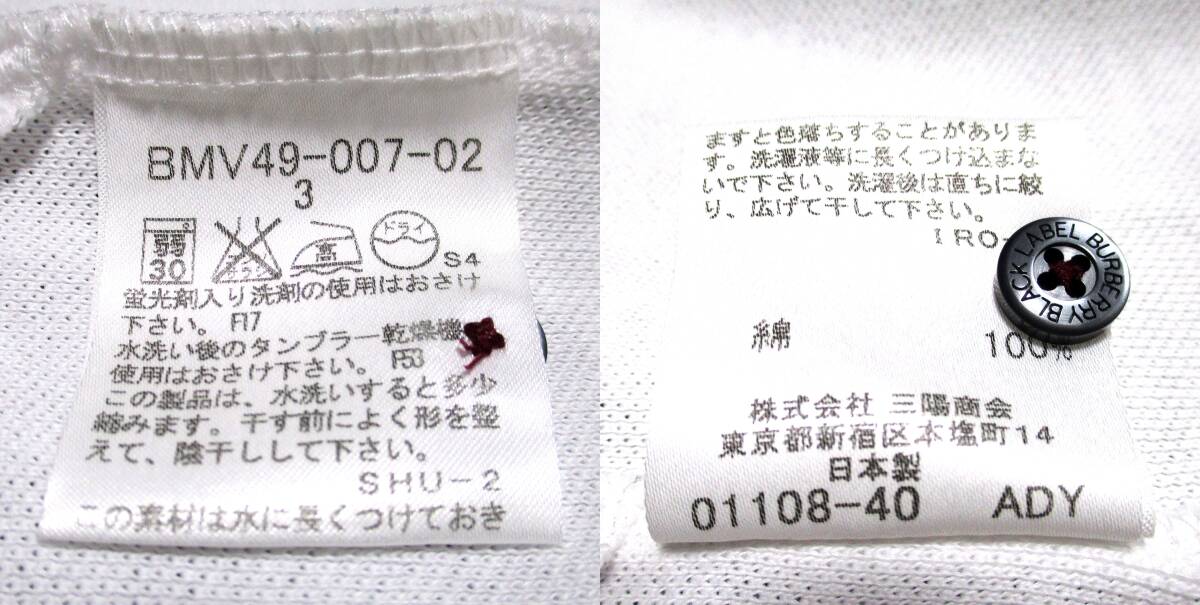 BMV49-007-02
3
弱
30
エンソ
サラシ
高
ドライ
S4
蛍光剤入り洗剤の使用はおさけ
下さい。F17
水洗い後のタンブラー乾燥機
使用はおさけ下さい。F53
この製品は、水洗いすると多少
縮みます。干す前によく形を整
えて、陰干しして下さい。
SHU-2
この素材は水に長くつけておき
ますと色落ちすることがありま
す。洗濯液等に長くつけ込まな
いで下さい。洗濯後は直ちに絞
り、広げて干して下さい。
IRO-
BLACK LABEL BURBERRY
綿 100%
株式会社 三陽商会
東京都新宿区本塩町14
日本製
01108-40 ADY